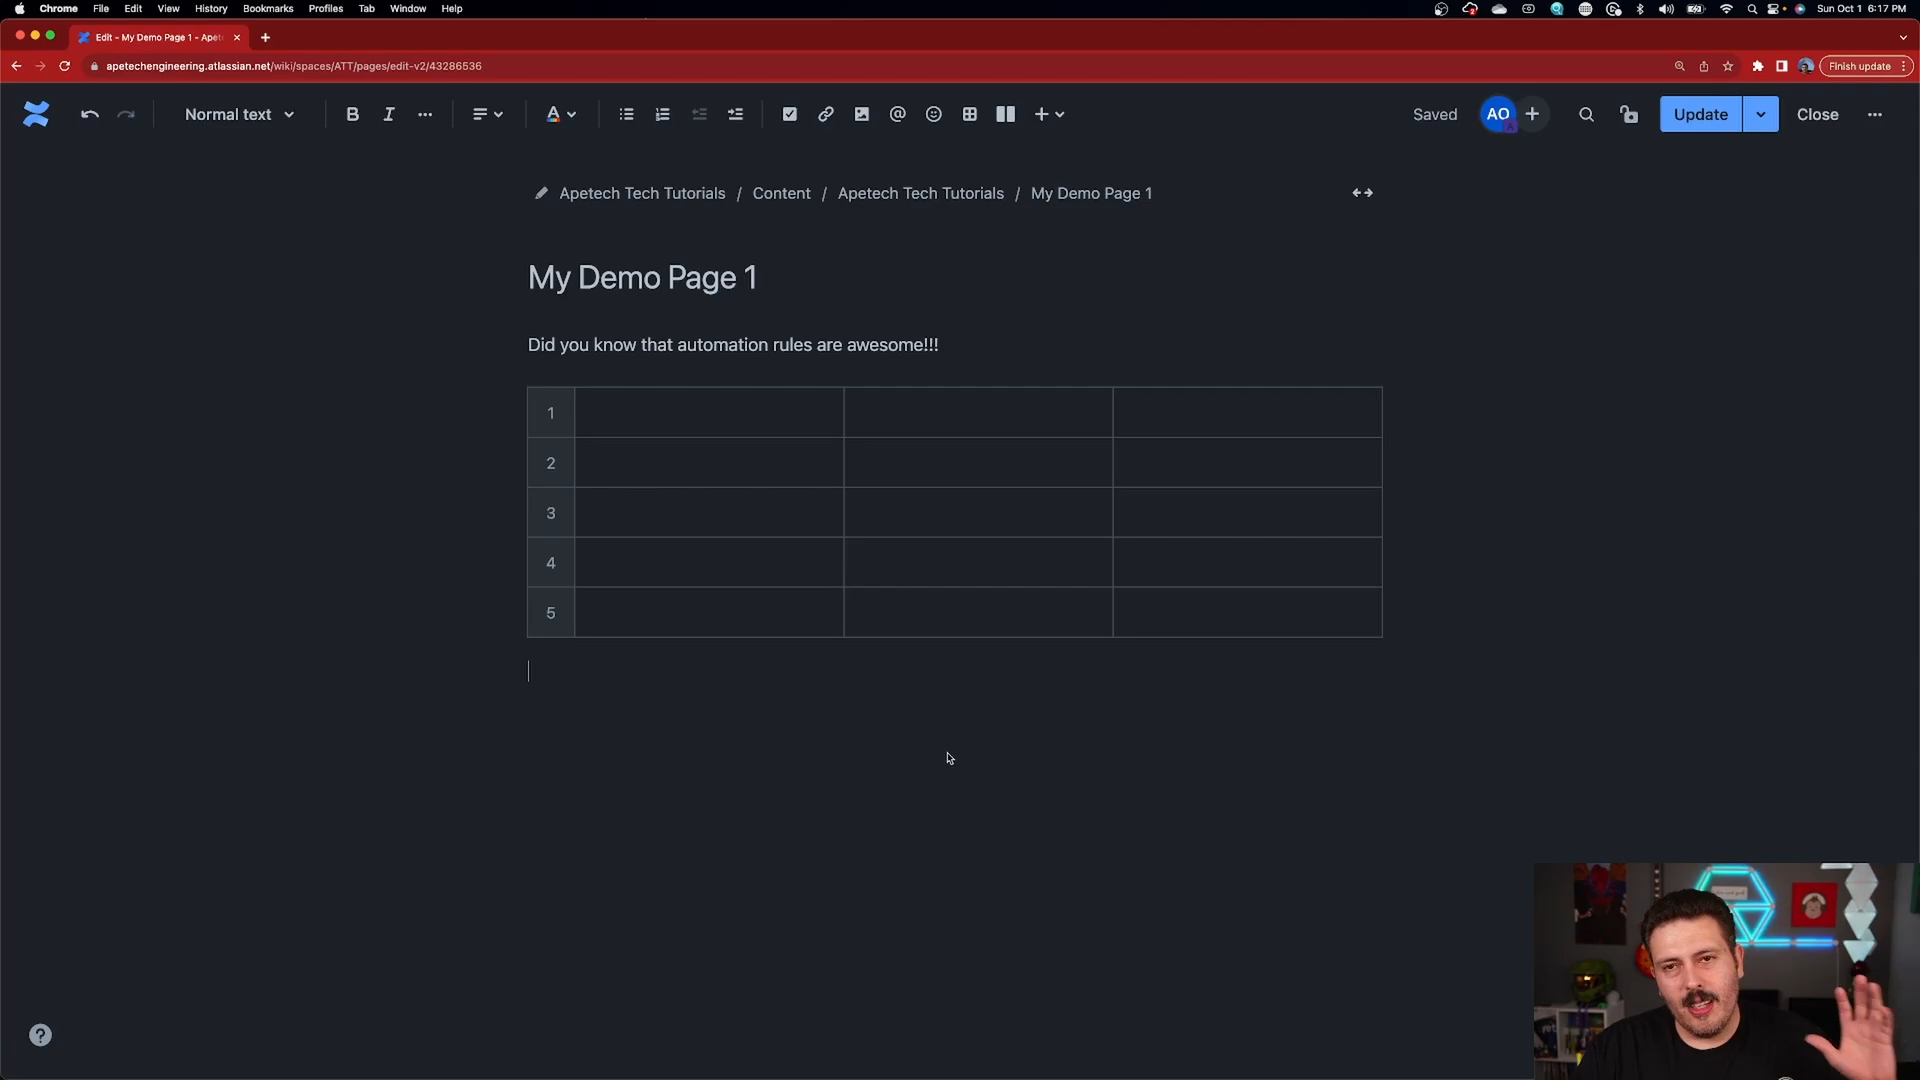 Chrome File Edit View History Bookmarks Profiles Tab Window Help
Sun Oct 1 6:17 PM
Edit - My Demo Page 1 - Apet
apetechengineering.atlassian.net/wiki/spaces/ATT/pages/edit-v2/43286536
Finish update
Normal text
B I A
Saved
AO
Update
Close
Apetech Tech Tutorials / Content / Apetech Tech Tutorials / My Demo Page 1
My Demo Page 1
Did you know that automation rules are awesome!!!
1
2
3
4
5
?